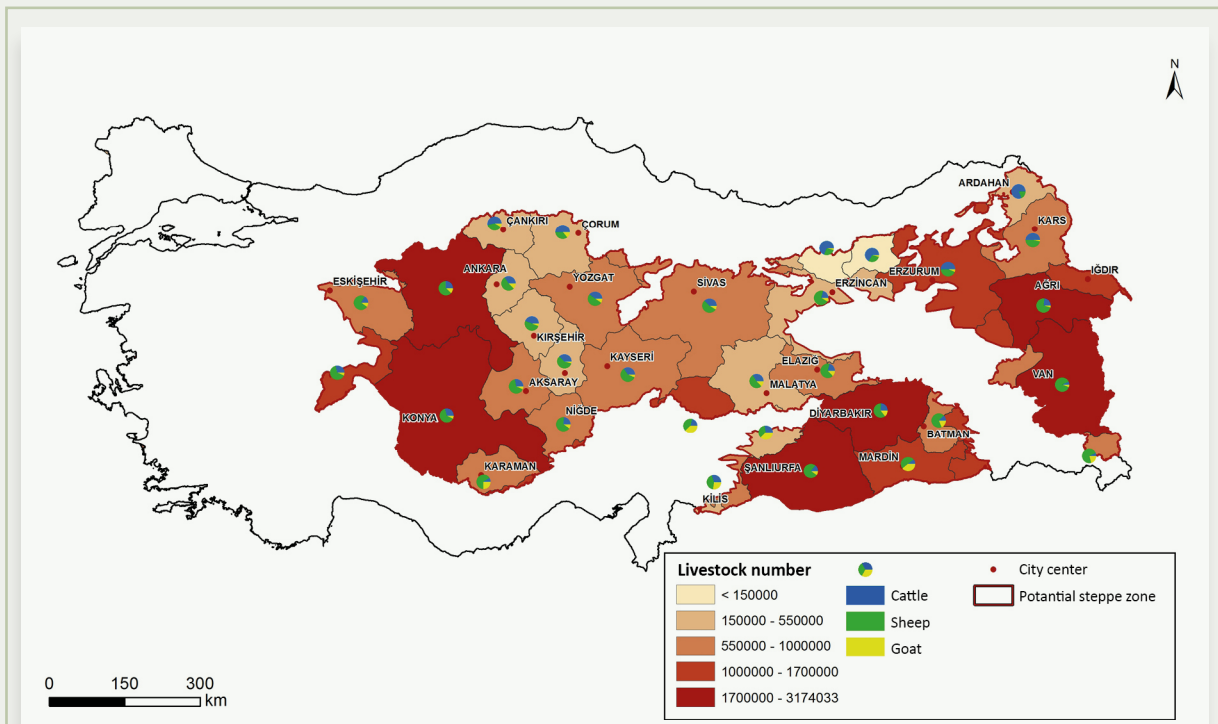 N
ARDAHAN
KARS
ÇANKIRI
ÇORUM
ANKARA
ESKİŞEHİR
YOZGAT
SİVAS
ERZURUM
ERZİNCAN
IĞDIR
AĞRI
KIRŞEHİR
KAYSERİ
ELAZIĞ
VAN
AKSARAY
MALATYA
NİĞDE
DİYARBAKIR
KONYA
BATMAN
MARDİN
KARAMAN
ŞANLIURFA
KİLİS
Livestock number
< 150000
150000 - 550000
550000 - 1000000
1000000 - 1700000
1700000 - 3174033
Cattle
Sheep
Goat
City center
Potential steppe zone
0 150 300
km